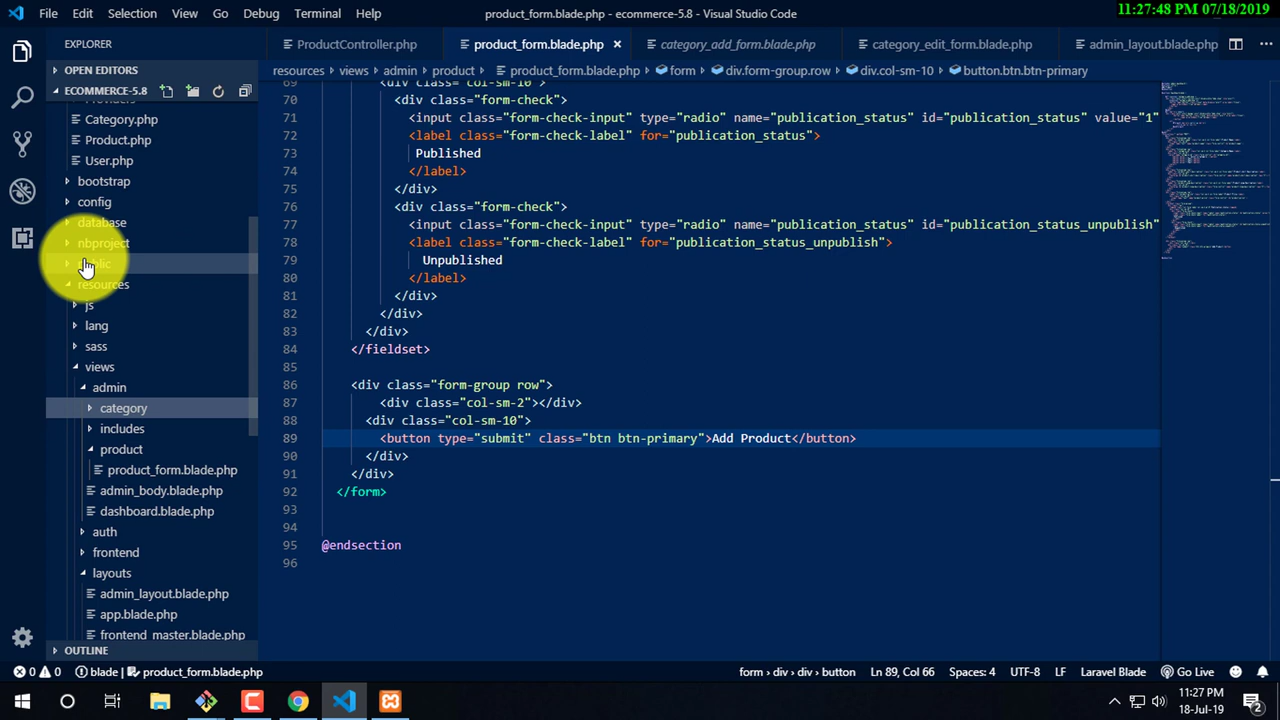 11:27:48 PM 07/18/2019
File Edit Selection View Go Debug Terminal Help
product_form.blade.php - ecommerce-5.8 - Visual Studio Code
EXPLORER
ProductController.php
product_form.blade.php ×
category_add_form.blade.php
category_edit_form.blade.php
admin_layout.blade.php
OPEN EDITORS
resources › views › admin › product › product_form.blade.php › form › div.form-group.row › div.col-sm-10 › button.btn.btn-primary
ECOMMERCE-5.8
Providers
Category.php
Product.php
User.php
bootstrap
config
database
nbproject
public
resources
js
lang
sass
views
admin
category
includes
product
product_form.blade.php
admin_body.blade.php
dashboard.blade.php
auth
frontend
layouts
admin_layout.blade.php
app.blade.php
frontend_master.blade.php
OUTLINE
69 <div class="col-sm-10">
70 <div class="form-check">
71 <input class="form-check-input" type="radio" name="publication_status" id="publication_status" value="1"
72 <label class="form-check-label" for="publication_status">
73 Published
74 </label>
75 </div>
76 <div class="form-check">
77 <input class="form-check-input" type="radio" name="publication_status" id="publication_status_unpublish"
78 <label class="form-check-label" for="publication_status_unpublish">
79 Unpublished
80 </label>
81 </div>
82 </div>
83 </div>
84 </fieldset>
85
86 <div class="form-group row">
87 <div class="col-sm-2"></div>
88 <div class="col-sm-10">
89 <button type="submit" class="btn btn-primary">Add Product</button>
90 </div>
91 </div>
92 </form>
93
94
95 @endsection
96
0 0 blade | product_form.blade.php
form › div › div › button Ln 89, Col 66 Spaces: 4 UTF-8 LF Laravel Blade Go Live
11:27 PM
18-Jul-19
2